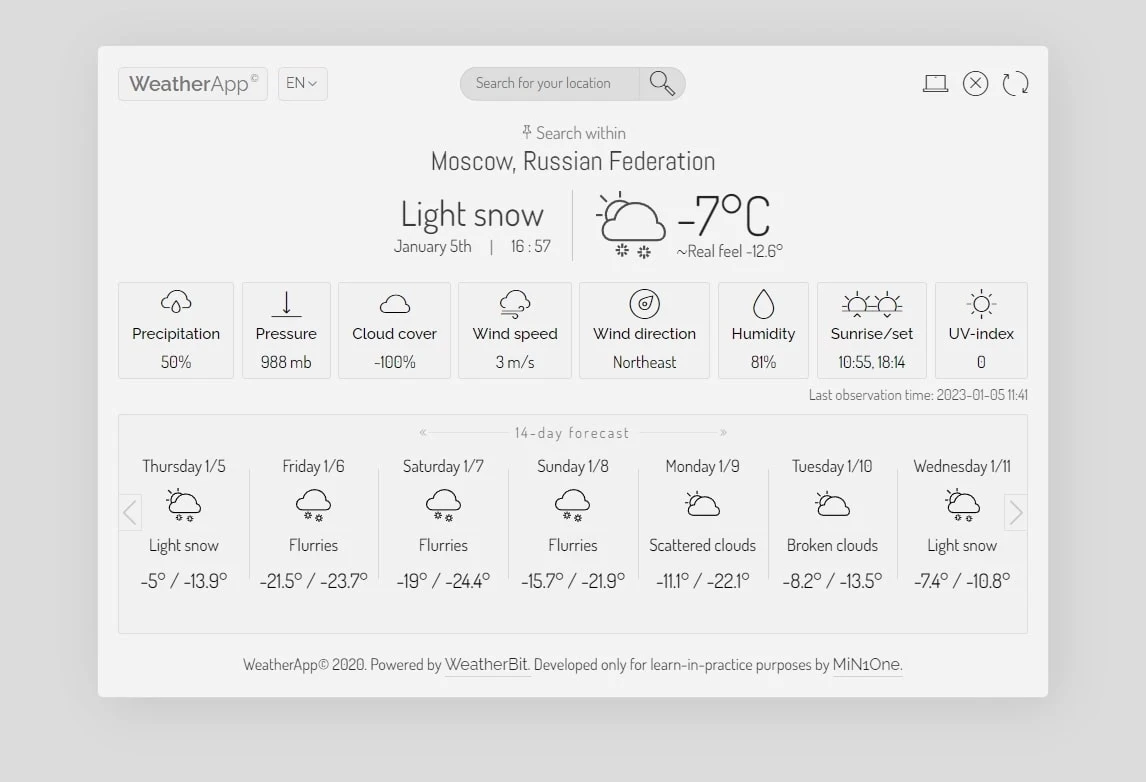 WeatherApp©
EN
Search for your location
Search within
Moscow, Russian Federation
Light snow
January 5th | 16 : 57
-7°C
~Real feel -12.6°
Precipitation
50%
Pressure
988 mb
Cloud cover
-100%
Wind speed
3 m/s
Wind direction
Northeast
Humidity
81%
Sunrise/set
10:55, 18:14
UV-index
0
Last observation time: 2023-01-05 11:41
« 14-day forecast »
Thursday 1/5
Light snow
-5° / -13.9°
Friday 1/6
Flurries
-21.5° / -23.7°
Saturday 1/7
Flurries
-19° / -24.4°
Sunday 1/8
Flurries
-15.7° / -21.9°
Monday 1/9
Scattered clouds
-11.1° / -22.1°
Tuesday 1/10
Broken clouds
-8.2° / -13.5°
Wednesday 1/11
Light snow
-7.4° / -10.8°
WeatherApp© 2020. Powered by WeatherBit. Developed only for learn-in-practice purposes by MiN1One.